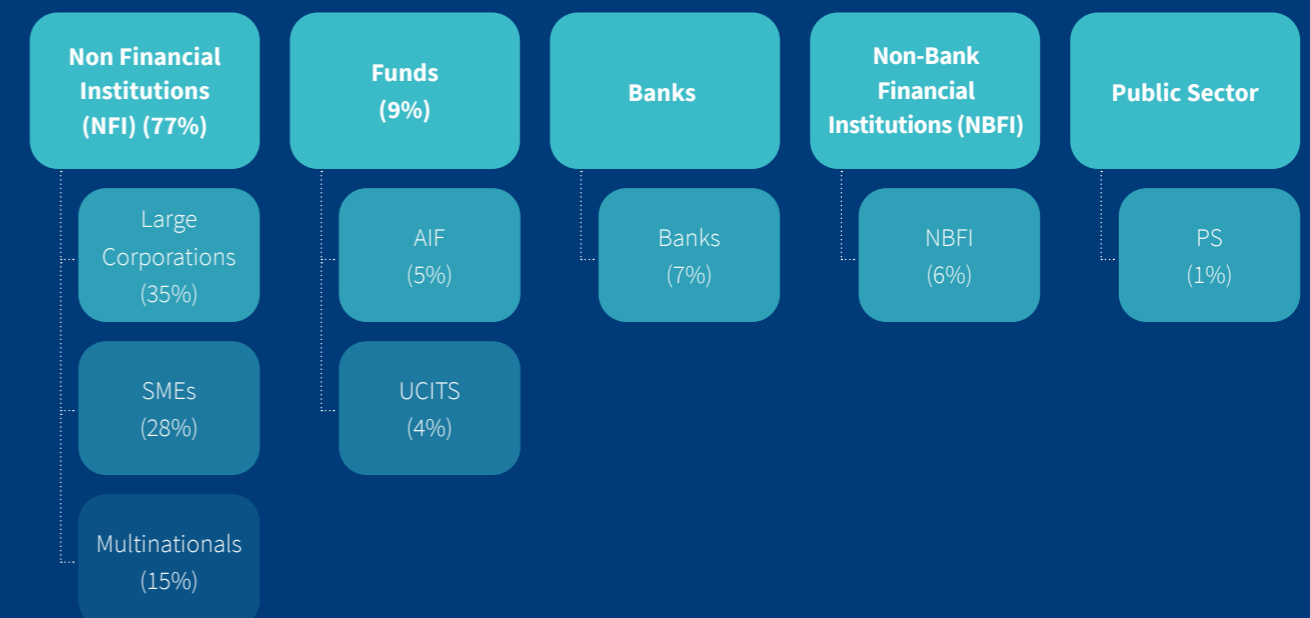 Non Financial
Institutions
(NFI) (77%)
Large
Corporations
(35%)
SMEs
(28%)
Multinationals
(15%)
Funds
(9%)
AIF
(5%)
UCITS
(4%)
Banks
Banks
(7%)
Non-Bank
Financial
Institutions (NBFI)
NBFI
(6%)
Public Sector
PS
(1%)